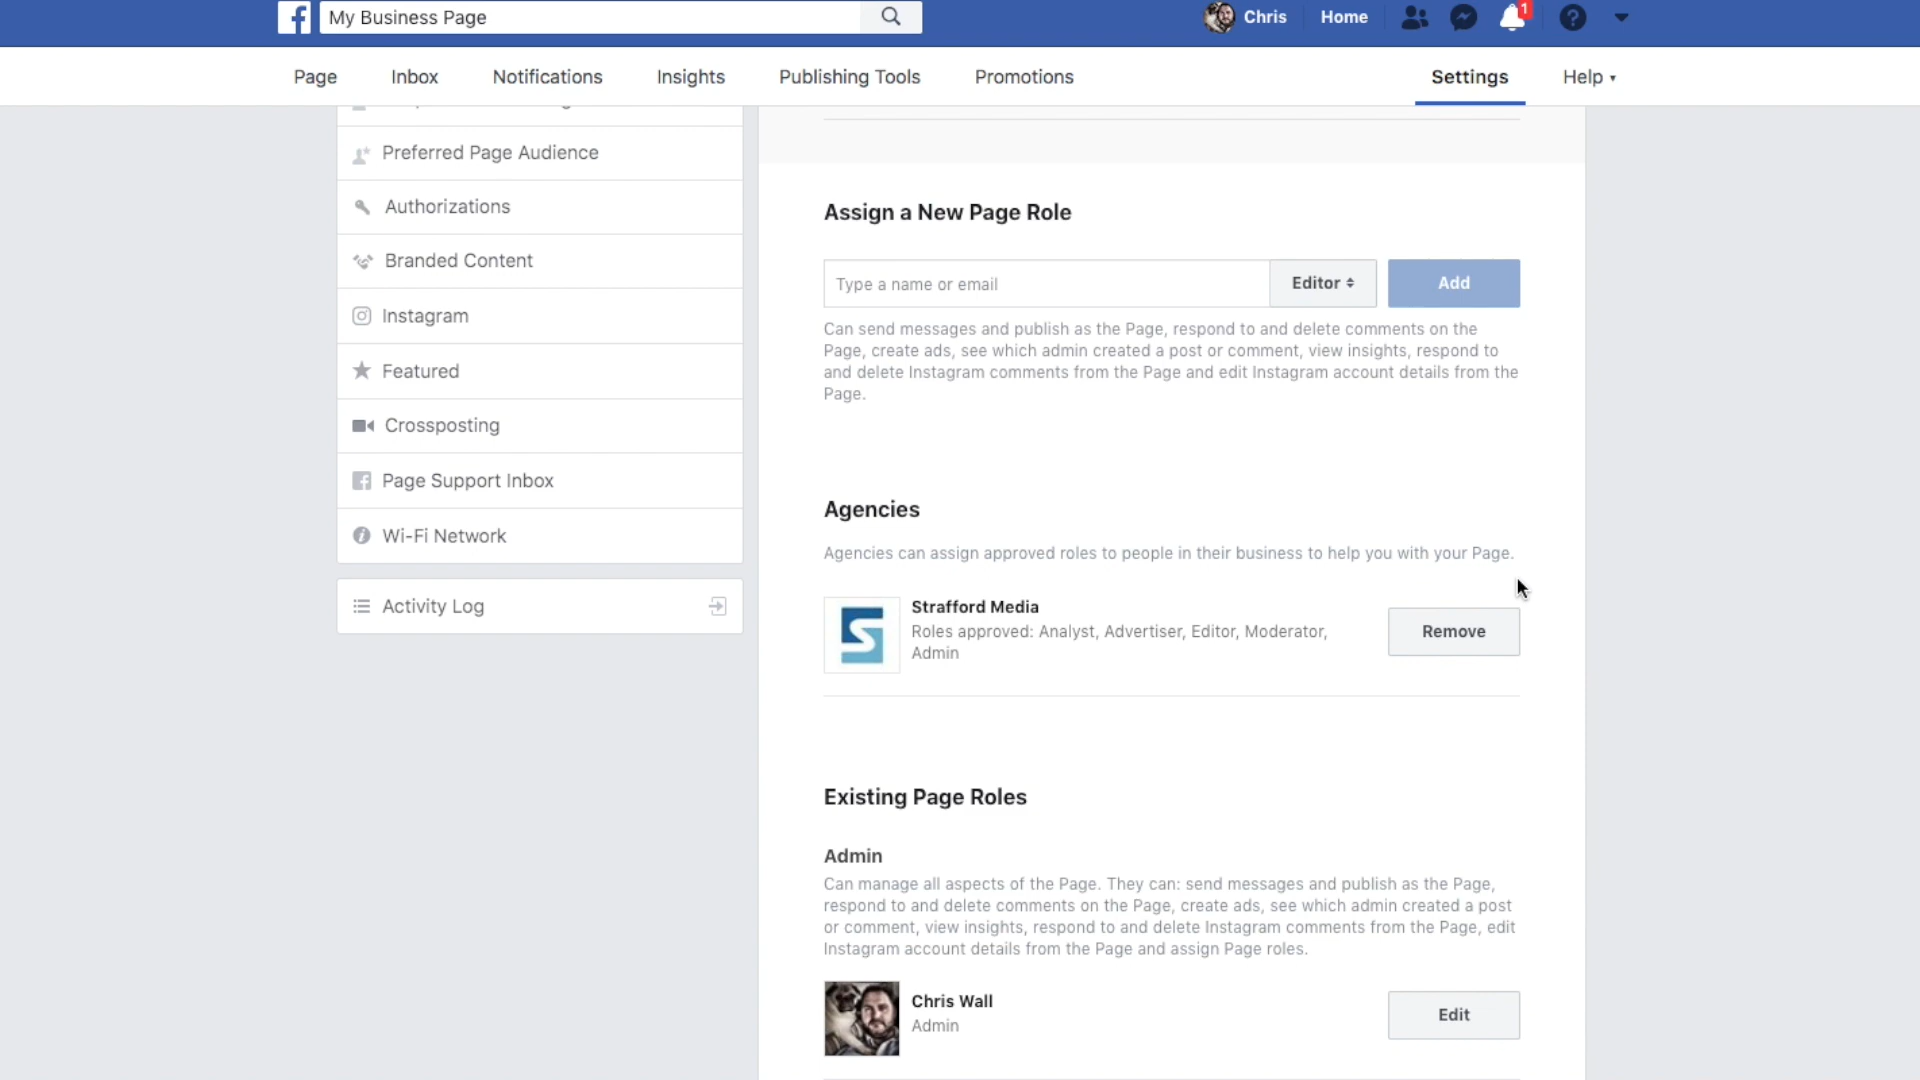 My Business Page
Chris
Home
1
Page
Inbox
Notifications
Insights
Publishing Tools
Promotions
Settings
Help
Preferred Page Audience
Authorizations
Branded Content
Instagram
Featured
Crossposting
Page Support Inbox
Wi-Fi Network
Activity Log
Assign a New Page Role
Type a name or email
Editor
Add
Can send messages and publish as the Page, respond to and delete comments on the
Page, create ads, see which admin created a post or comment, view insights, respond to
and delete Instagram comments from the Page and edit Instagram account details from the
Page.
Agencies
Agencies can assign approved roles to people in their business to help you with your Page.
Strafford Media
Roles approved: Analyst, Advertiser, Editor, Moderator,
Admin
Remove
Existing Page Roles
Admin
Can manage all aspects of the Page. They can: send messages and publish as the Page,
respond to and delete comments on the Page, create ads, see which admin created a post
or comment, view insights, respond to and delete Instagram comments from the Page, edit
Instagram account details from the Page and assign Page roles.
Chris Wall
Admin
Edit